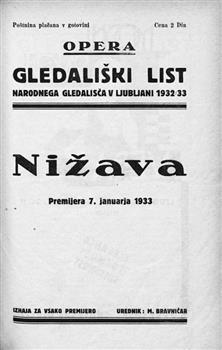 Poštnina plačana v gotovini Cena 2 Din
OPERA
GLEDALIŠKI LIST
NARODNEGA GLEDALIŠČA V LJUBLJANI 1932/33
Nižava
Premijera 7. januarja 1933
IZHAJA ZA VSAKO PREMIJERO UREDNIK: M. BRAVNIČAR